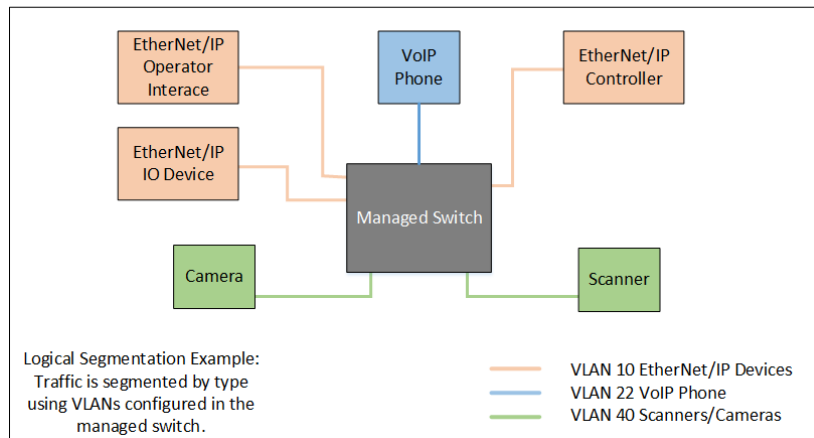 EtherNet/IP
Operator
Interace
VoIP
Phone
EtherNet/IP
Controller
EtherNet/IP
IO Device
Managed Switch
Camera
Scanner
Logical Segmentation Example:
Traffic is segmented by type
using VLANs configured in the
managed switch.
VLAN 10 EtherNet/IP Devices
VLAN 22 VoIP Phone
VLAN 40 Scanners/Cameras